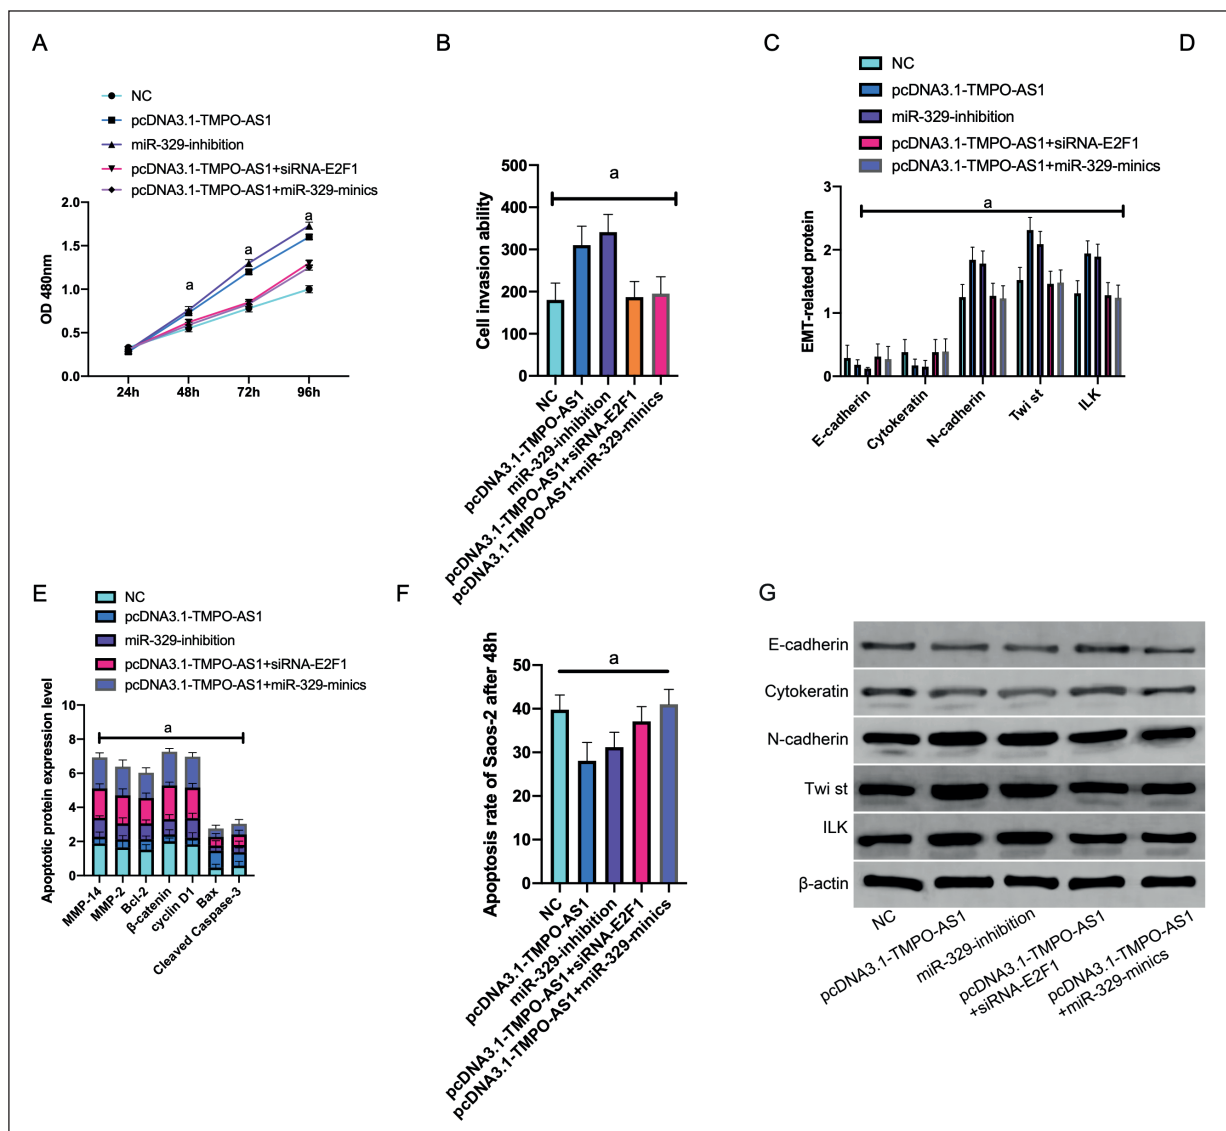 A
NC
pcDNA3.1-TMPO-AS1
miR-329-inhibition
pcDNA3.1-TMPO-AS1+siRNA-E2F1
pcDNA3.1-TMPO-AS1+miR-329-minics
2.0
1.5
1.0
0.5
0.0
OD 480nm
a
a
a
24h
48h
72h
96h
B
500
400
300
200
100
0
Cell invasion ability
a
NC
pcDNA3.1-TMPO-AS1
miR-329-inhibition
pcDNA3.1-TMPO-AS1+siRNA-E2F1
pcDNA3.1-TMPO-AS1+miR-329-minics
C
NC
pcDNA3.1-TMPO-AS1
miR-329-inhibition
pcDNA3.1-TMPO-AS1+siRNA-E2F1
pcDNA3.1-TMPO-AS1+miR-329-minics
3
2
1
0
EMT-related protein
a
E-cadherin
Cytokeratin
N-cadherin
Twi st
ILK
D
E
NC
pcDNA3.1-TMPO-AS1
miR-329-inhibition
pcDNA3.1-TMPO-AS1+siRNA-E2F1
pcDNA3.1-TMPO-AS1+miR-329-minics
10
8
6
4
2
0
Apoptotic protein expression level
a
MMP-14
MMP-2
Bcl-2
β-catenin
cyclin D1
Bax
Cleaved Caspase-3
F
50
40
30
20
10
0
Apoptosis rate of Saos-2 after 48h
a
NC
pcDNA3.1-TMPO-AS1
miR-329-inhibition
pcDNA3.1-TMPO-AS1+siRNA-E2F1
pcDNA3.1-TMPO-AS1+miR-329-minics
G
E-cadherin
Cytokeratin
N-cadherin
Twi st
ILK
β-actin
NC
pcDNA3.1-TMPO-AS1
miR-329-inhibition
pcDNA3.1-TMPO-AS1
+siRNA-E2F1
pcDNA3.1-TMPO-AS1
+miR-329-minics